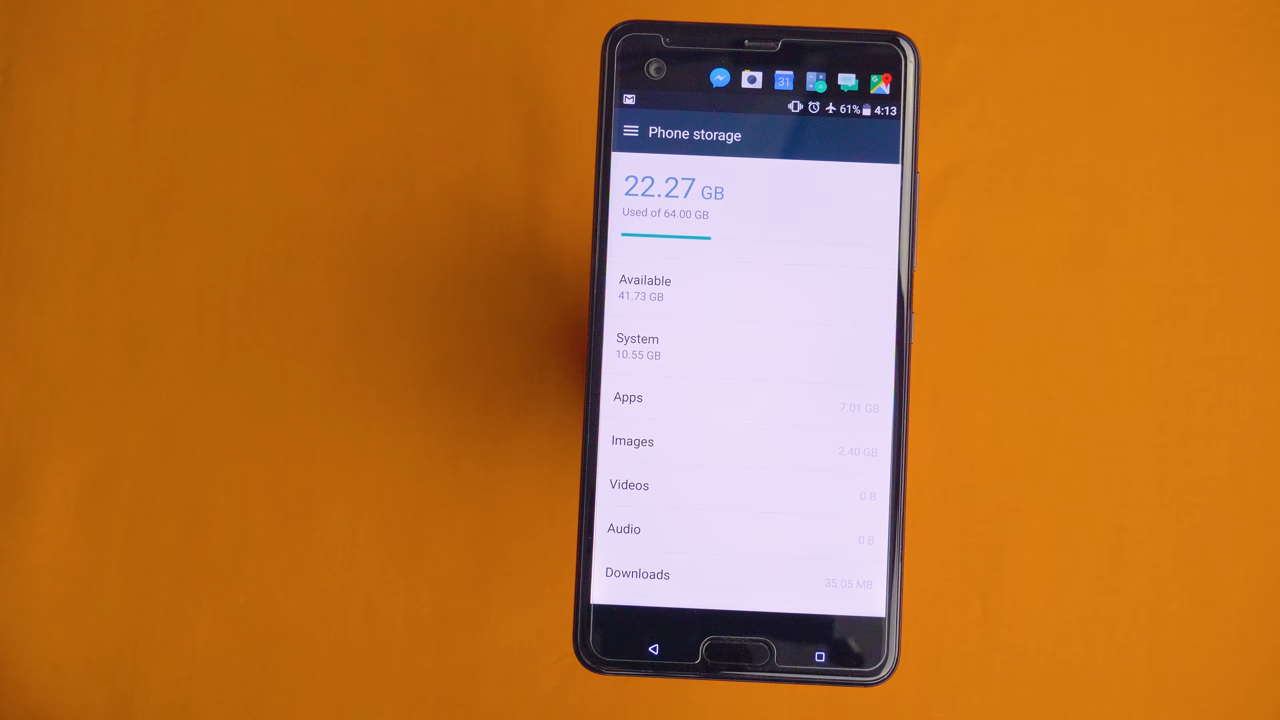 31
61% 4:13
Phone storage
22.27 GB
Used of 64.00 GB
Available
41.73 GB
System
10.55 GB
Apps 7.01 GB
Images 2.40 GB
Videos 0 B
Audio 0 B
Downloads 35.05 MB